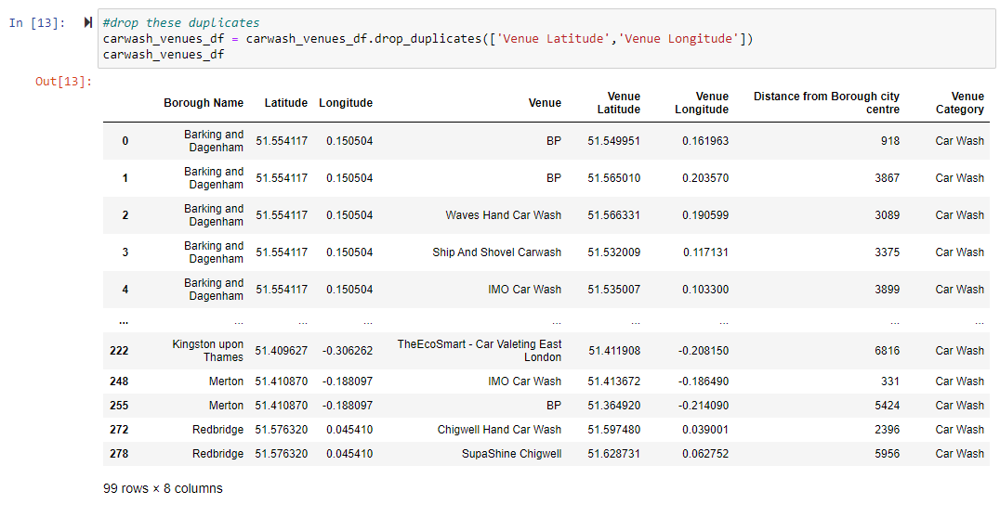 In [13]:
#drop these duplicates
carwash_venues_df = carwash_venues_df.drop_duplicates(['Venue Latitude','Venue Longitude'])
carwash_venues_df
Out[13]:
Borough Name Latitude Longitude Venue Venue Latitude Venue Longitude Distance from Borough city centre Venue Category
0 Barking and Dagenham 51.554117 0.150504 BP 51.549951 0.161963 918 Car Wash
1 Barking and Dagenham 51.554117 0.150504 BP 51.565010 0.203570 3867 Car Wash
2 Barking and Dagenham 51.554117 0.150504 Waves Hand Car Wash 51.566331 0.190599 3089 Car Wash
3 Barking and Dagenham 51.554117 0.150504 Ship And Shovel Carwash 51.532009 0.117131 3375 Car Wash
4 Barking and Dagenham 51.554117 0.150504 IMO Car Wash 51.535007 0.103300 3899 Car Wash
... ... ... ... ... ... ... ... ...
222 Kingston upon Thames 51.409627 -0.306262 TheEcoSmart - Car Valeting East London 51.411908 -0.208150 6816 Car Wash
248 Merton 51.410870 -0.188097 IMO Car Wash 51.413672 -0.186490 331 Car Wash
255 Merton 51.410870 -0.188097 BP 51.364920 -0.214090 5424 Car Wash
272 Redbridge 51.576320 0.045410 Chigwell Hand Car Wash 51.597480 0.039001 2396 Car Wash
278 Redbridge 51.576320 0.045410 SupaShine Chigwell 51.628731 0.062752 5956 Car Wash
99 rows × 8 columns